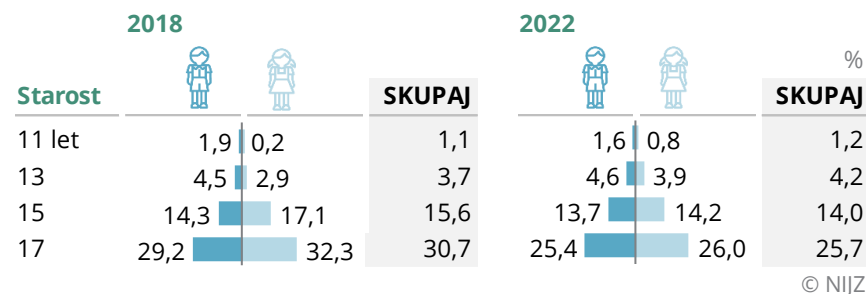 2018 2022
%
Starost SKUPAJ SKUPAJ
11 let 1,9 0,2 1,1 1,6 0,8 1,2
13 4,5 2,9 3,7 4,6 3,9 4,2
15 14,3 17,1 15,6 13,7 14,2 14,0
17 29,2 32,3 30,7 25,4 26,0 25,7
© NIJZ